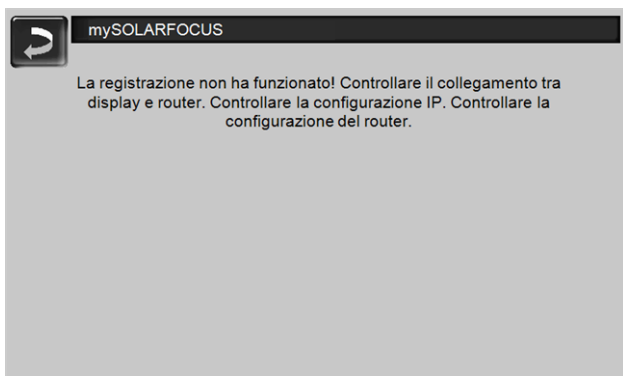 mySOLARFOCUS
La registrazione non ha funzionato! Controllare il collegamento tra
display e router. Controllare la configurazione IP. Controllare la
configurazione del router.